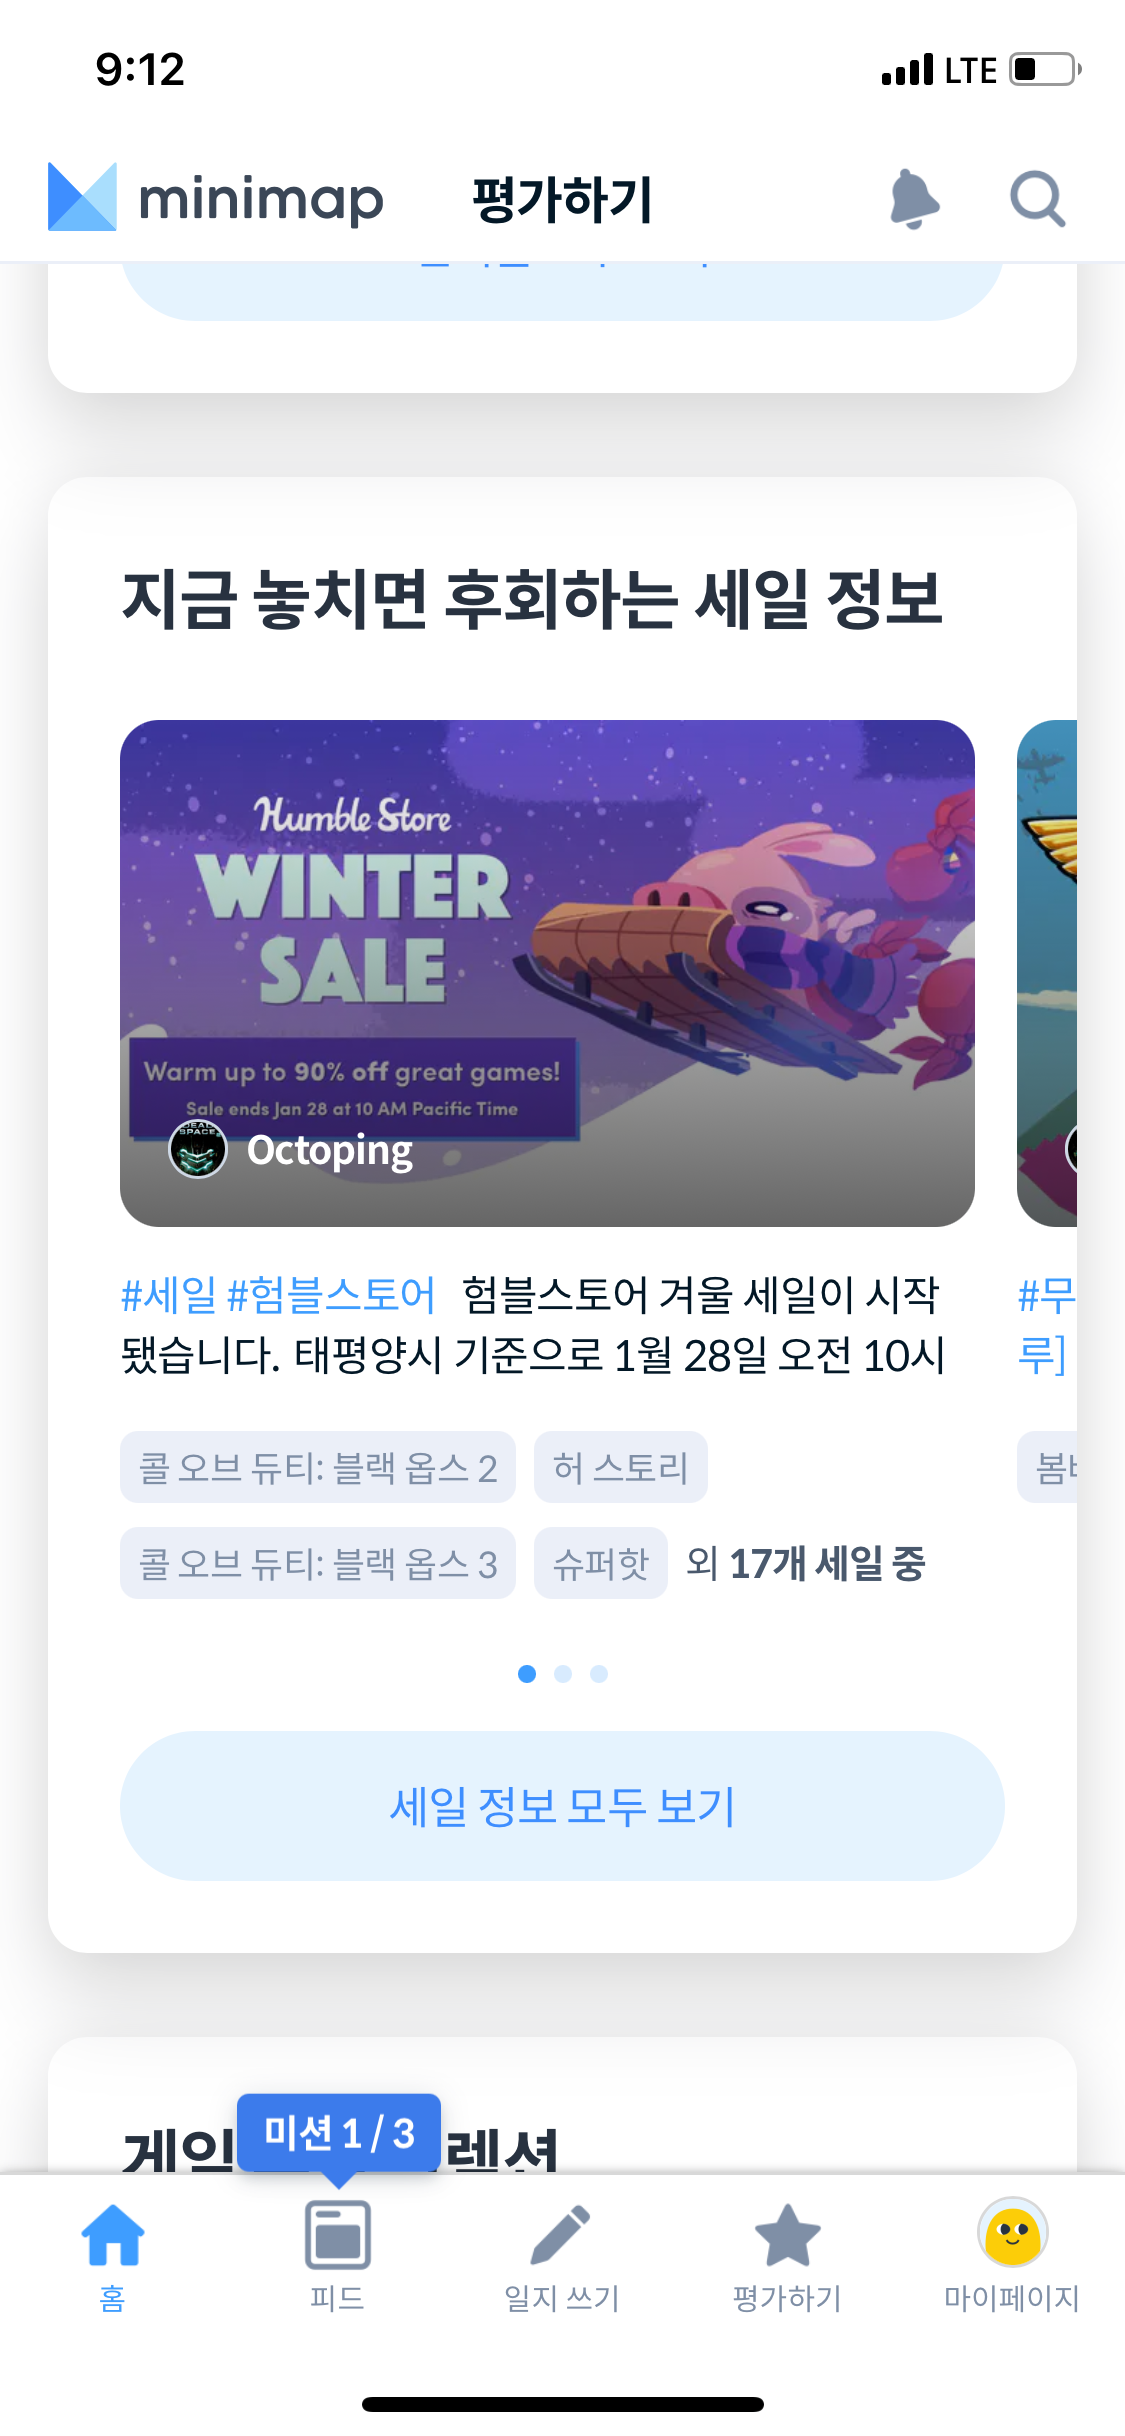 9:12
LTE
minimap
평가하기
지금 놓치면 후회하는 세일 정보
Humble Store
WINTER
SALE
Warm up to 90% off great games!
Sale ends Jan 28 at 10 AM Pacific Time
DEAD
SPACE
Octoping
#세일 #험블스토어 험블스토어 겨울 세일이 시작
됐습니다. 태평양시 기준으로 1월 28일 오전 10시
#무
루]
콜 오브 듀티: 블랙 옵스 2
허 스토리
콜 오브 듀티: 블랙 옵스 3
슈퍼핫
외 17개 세일 중
세일 정보 모두 보기
미션 1 / 3
홈
피드
일지 쓰기
평가하기
마이페이지